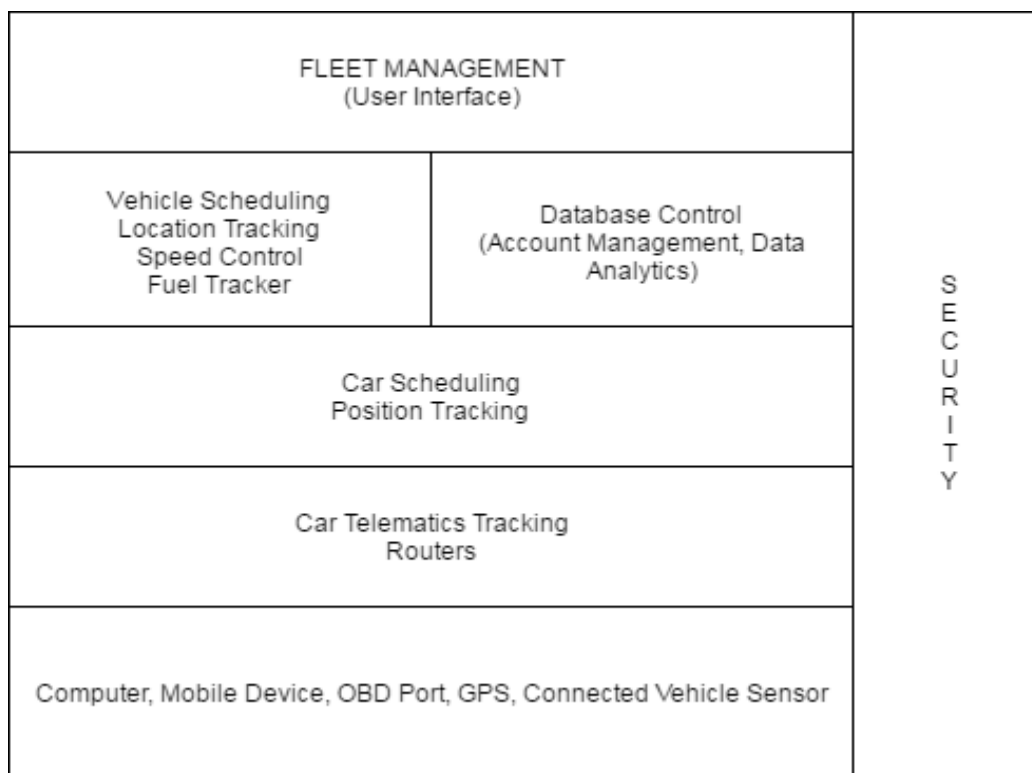 FLEET MANAGEMENT
(User Interface)
Vehicle Scheduling
Location Tracking
Speed Control
Fuel Tracker
Database Control
(Account Management, Data
Analytics)
Car Scheduling
Position Tracking
Car Telematics Tracking
Routers
Computer, Mobile Device, OBD Port, GPS, Connected Vehicle Sensor
S
E
C
U
R
I
T
Y